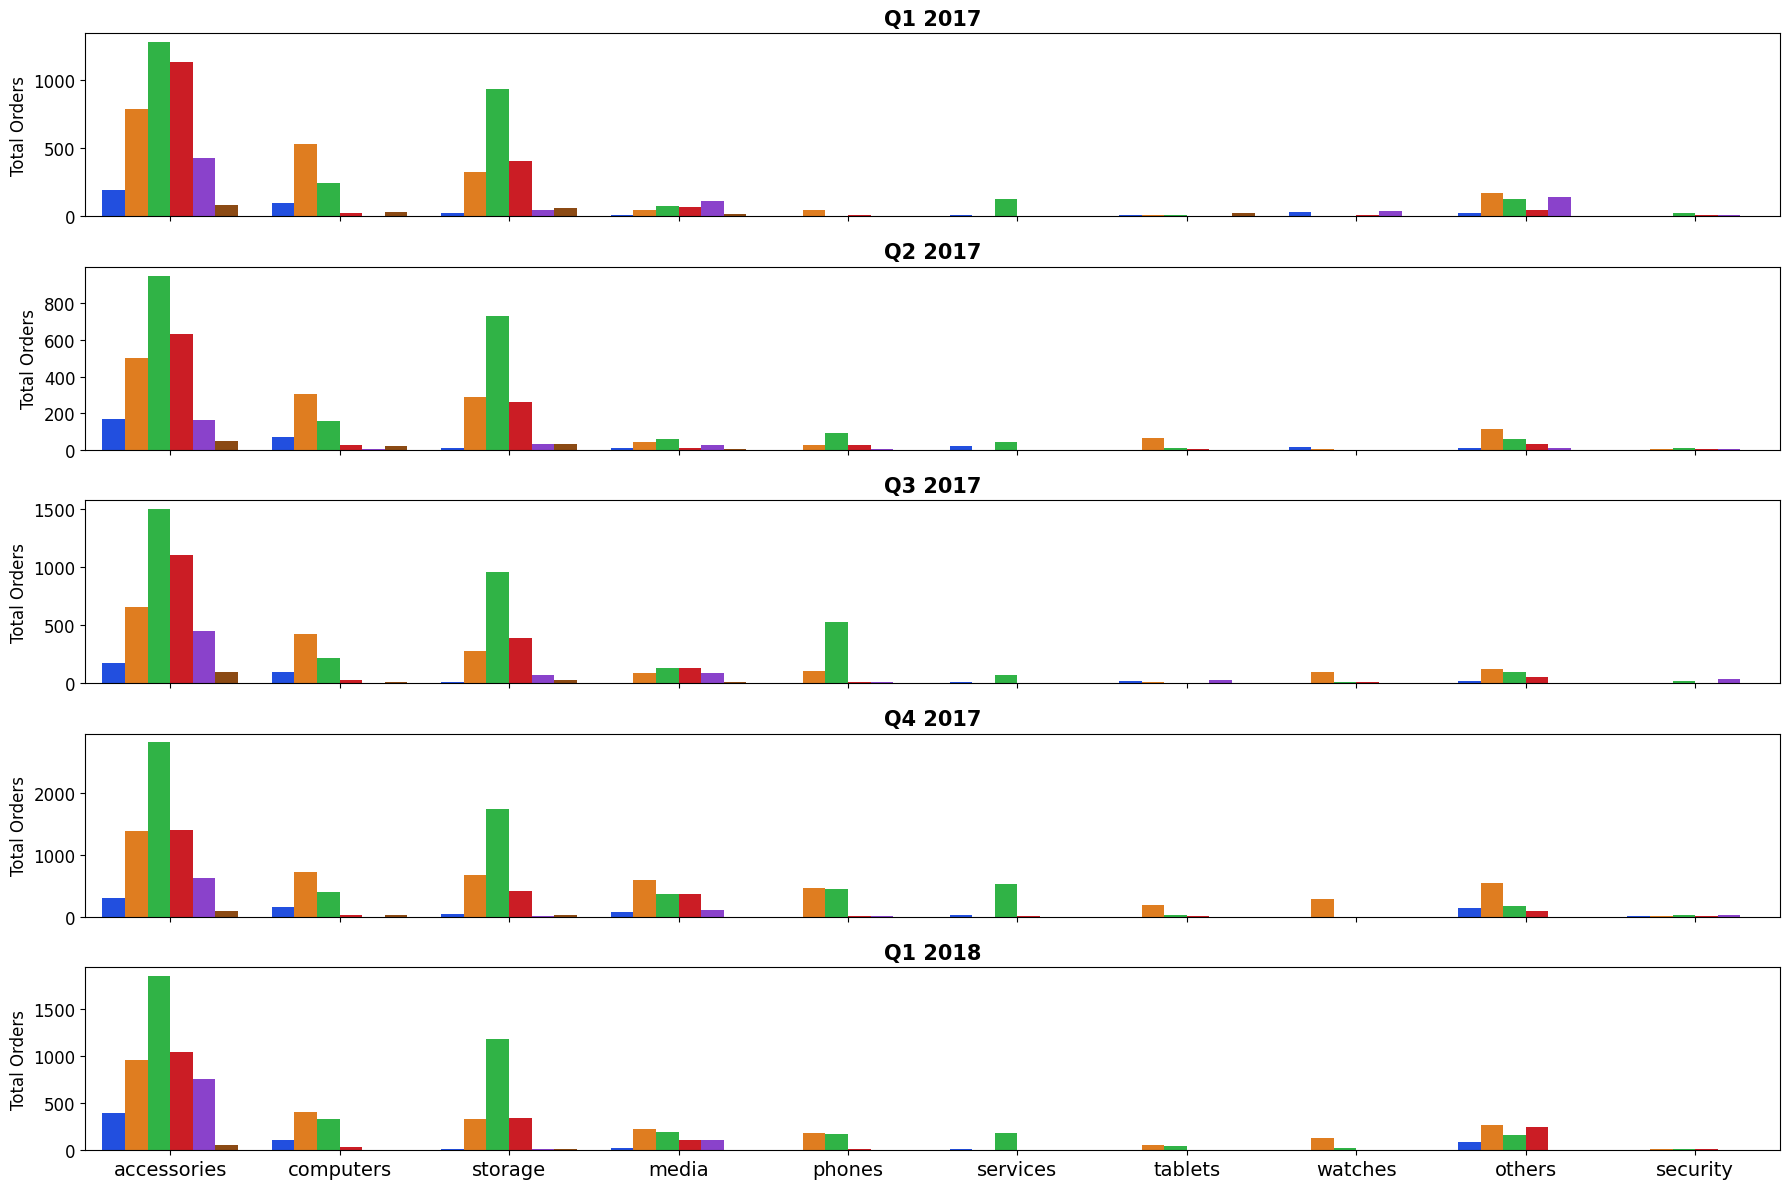 Q1 2017
Total Orders
1000
500
0
Q2 2017
Total Orders
800
600
400
200
0
Q3 2017
Total Orders
1500
1000
500
0
Q4 2017
Total Orders
2000
1000
0
Q1 2018
Total Orders
1500
1000
500
0
accessories computers storage media phones services tablets watches others security